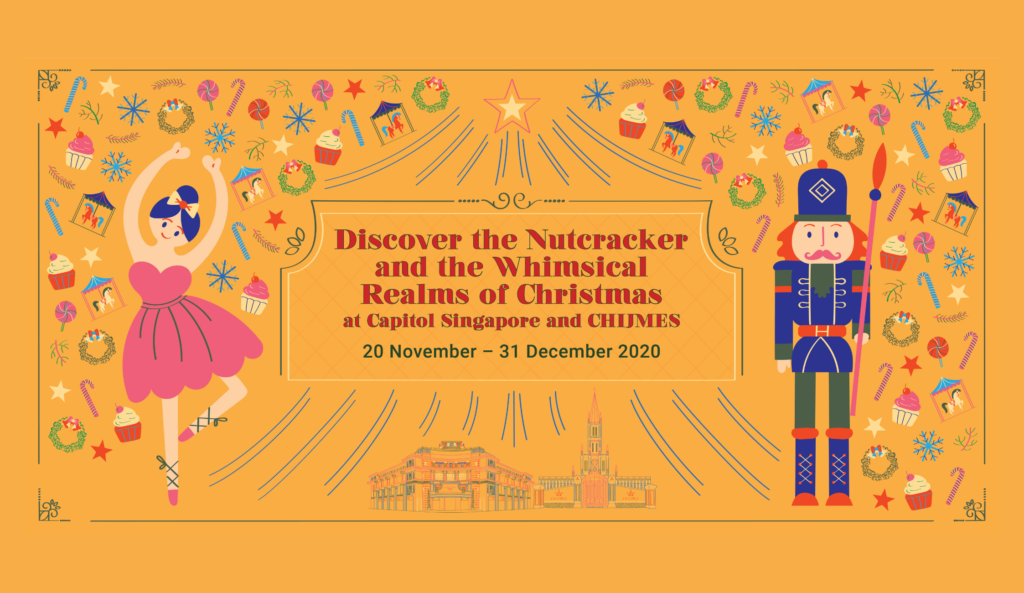 Discover the Nutcracker
and the Whimsical
Realms of Christmas
at Capitol Singapore and CHIJMES
20 November – 31 December 2020